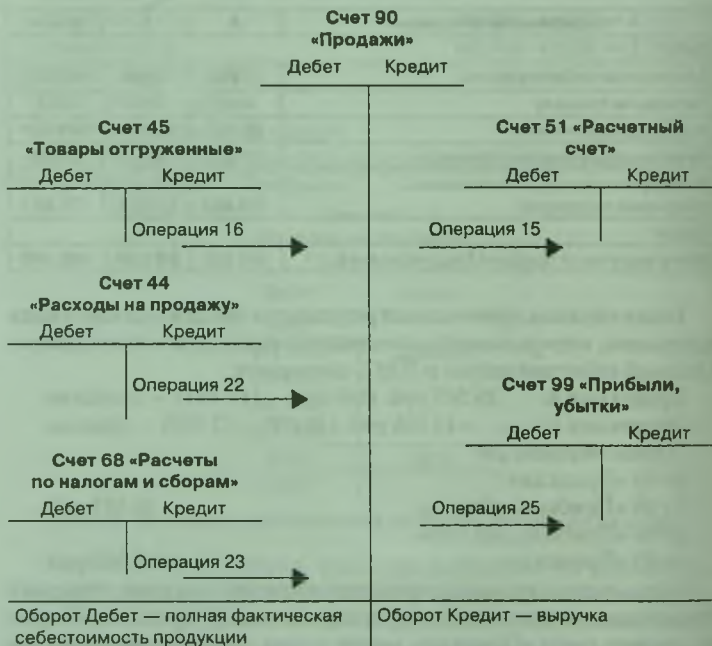 Счет 90
«Продажи»
Дебет Кредит
Счет 45
«Товары отгруженные»
Дебет Кредит
Операция 16
Счет 51 «Расчетный
счет»
Дебет Кредит
Операция 15
Счет 44
«Расходы на продажу»
Дебет Кредит
Операция 22
Счет 99 «Прибыли,
убытки»
Дебет Кредит
Операция 25
Счет 68 «Расчеты
по налогам и сборам»
Дебет Кредит
Операция 23
Оборот Дебет — полная фактическая
себестоимость продукции
Оборот Кредит — выручка